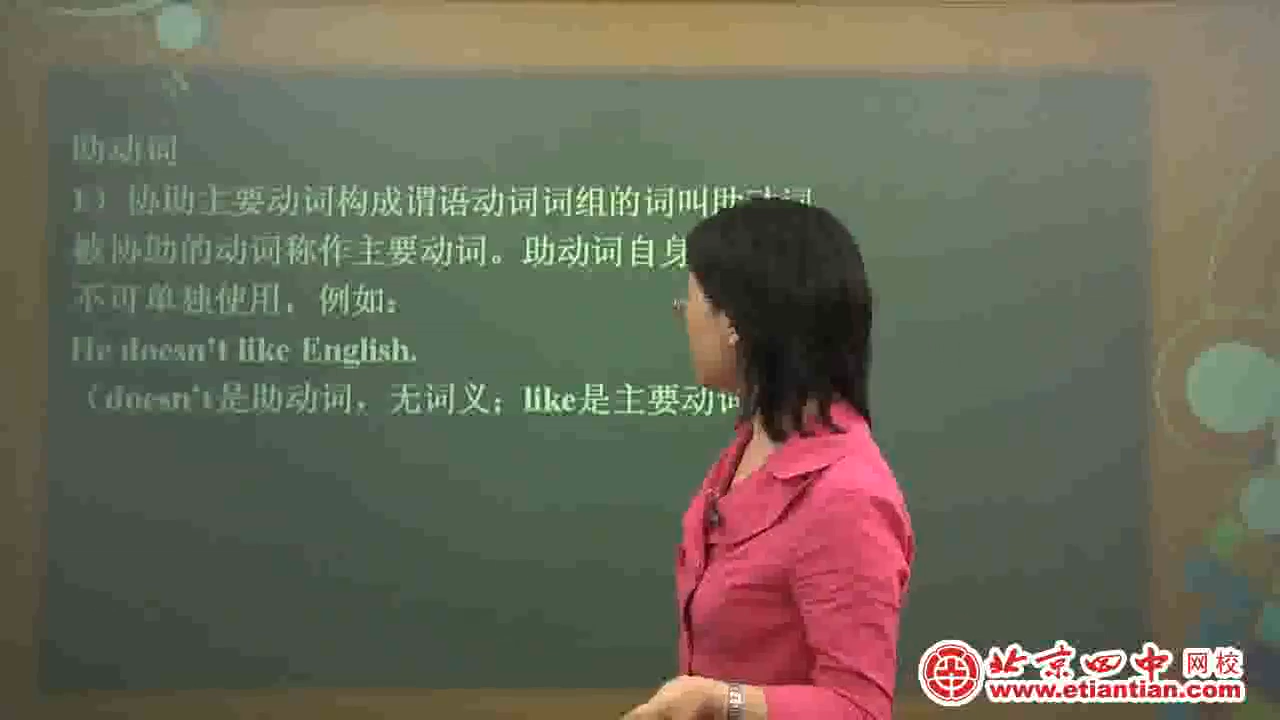 助动词
1）协助主要动词构成谓语动词词组的词叫助动词
被协助的动词称作主要动词。助动词自身
不可单独使用，例如：
He doesn't like English.
（doesn't是助动词，无词义；like是主要动词
北京四中网校
www.etiantian.com